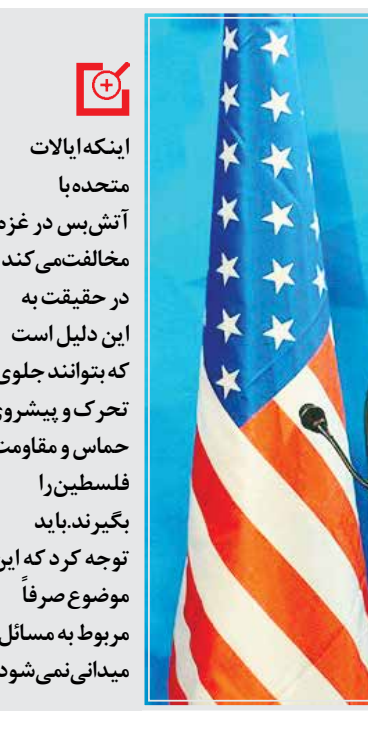 اینکه ایالات
متحده با
آتش‌بس در غزه
مخالفت می‌کند
در حقیقت به
این دلیل است
که بتوانند جلوی
تحرک و پیشروی
حماس و مقاومت
فلسطین را
بگیرند. باید
توجه کرد که این
موضوع صرفاً
مربوط به مسائل
میدانی نمی‌شود